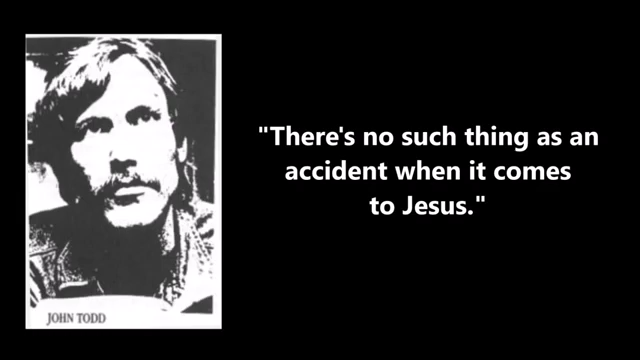 "There's no such thing as an
accident when it comes
to Jesus."
JOHN TODD